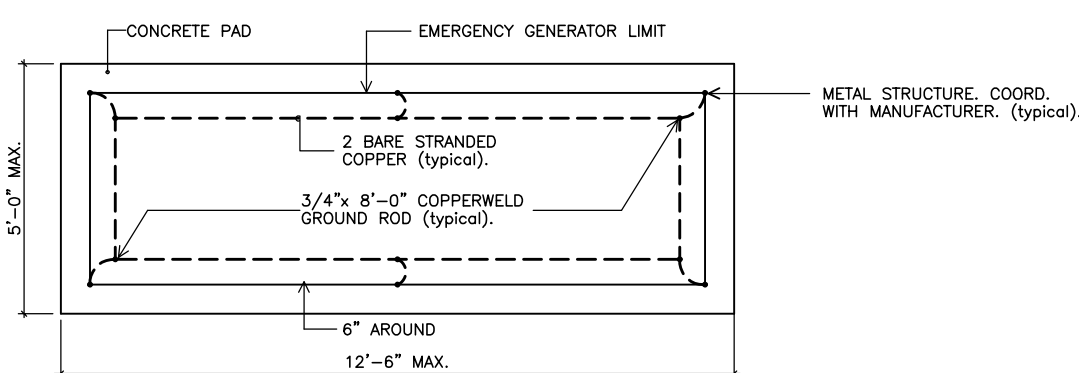 CONCRETE PAD
EMERGENCY GENERATOR LIMIT
METAL STRUCTURE. COORD.
WITH MANUFACTURER. (typical).
2 BARE STRANDED
COPPER (typical).
5'-0" MAX.
3/4"x 8'-0" COPPERWELD
GROUND ROD (typical).
6" AROUND
12'-6" MAX.